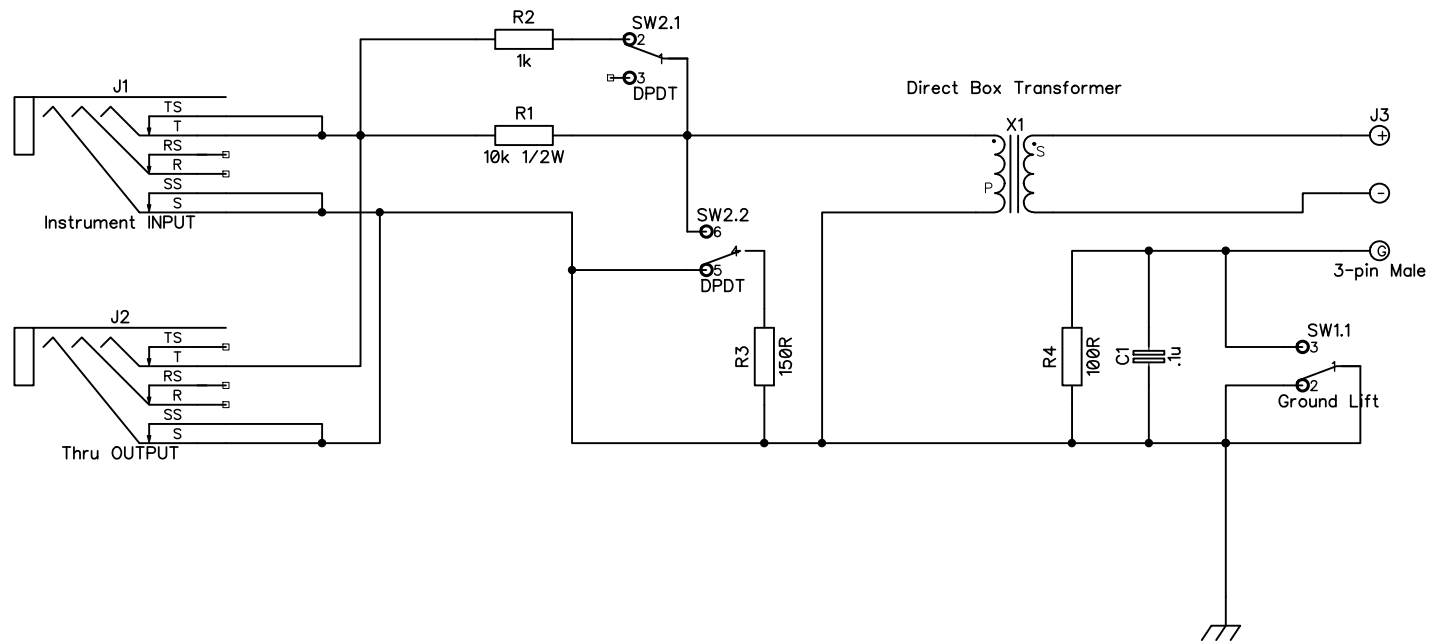 R2
SW2.1
2
1k
1
3
DPDT
Direct Box Transformer
J1
TS
T
RS
R
SS
S
Instrument INPUT
R1
10k 1/2W
X1
P
S
J3
+
-
G
3-pin Male
SW2.2
6
4
5
DPDT
J2
TS
T
RS
R
SS
S
Thru OUTPUT
R3
150R
R4
100R
C1
.1u
SW1.1
3
1
2
Ground Lift